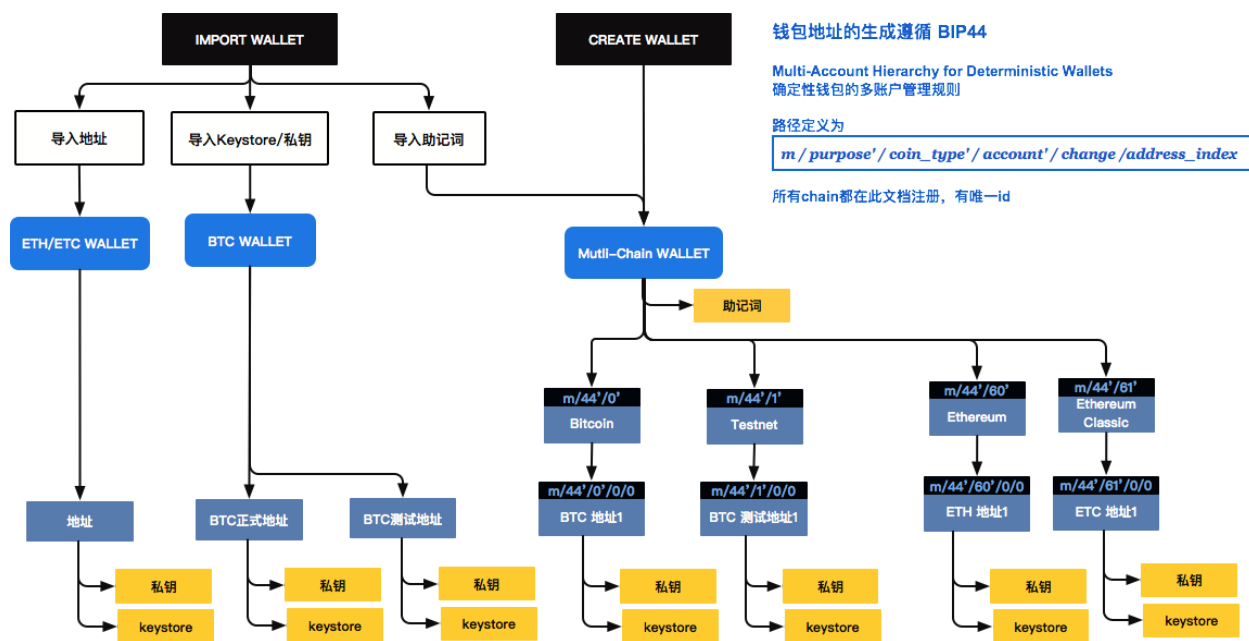 IMPORT WALLET
CREATE WALLET
钱包地址的生成遵循 BIP44
Multi-Account Hierarchy for Deterministic Wallets
确定性钱包的多账户管理规则
路径定义为
m / purpose' / coin_type' / account' / change /address_index
所有chain都在此文档注册，有唯一id
导入地址
导入Keystore/私钥
导入助记词
ETH/ETC WALLET
BTC WALLET
Mutli-Chain WALLET
助记词
m/44'/0'
Bitcoin
m/44'/1'
Testnet
m/44'/60'
Ethereum
m/44'/61'
Ethereum
Classic
地址
BTC正式地址
BTC测试地址
m/44'/0'/0/0
BTC 地址1
m/44'/1'/0/0
BTC 测试地址1
m/44'/60'/0/0
ETH 地址1
m/44'/61'/0/0
ETC 地址1
私钥
keystore
私钥
keystore
私钥
keystore
私钥
keystore
私钥
keystore
私钥
keystore
私钥
keystore